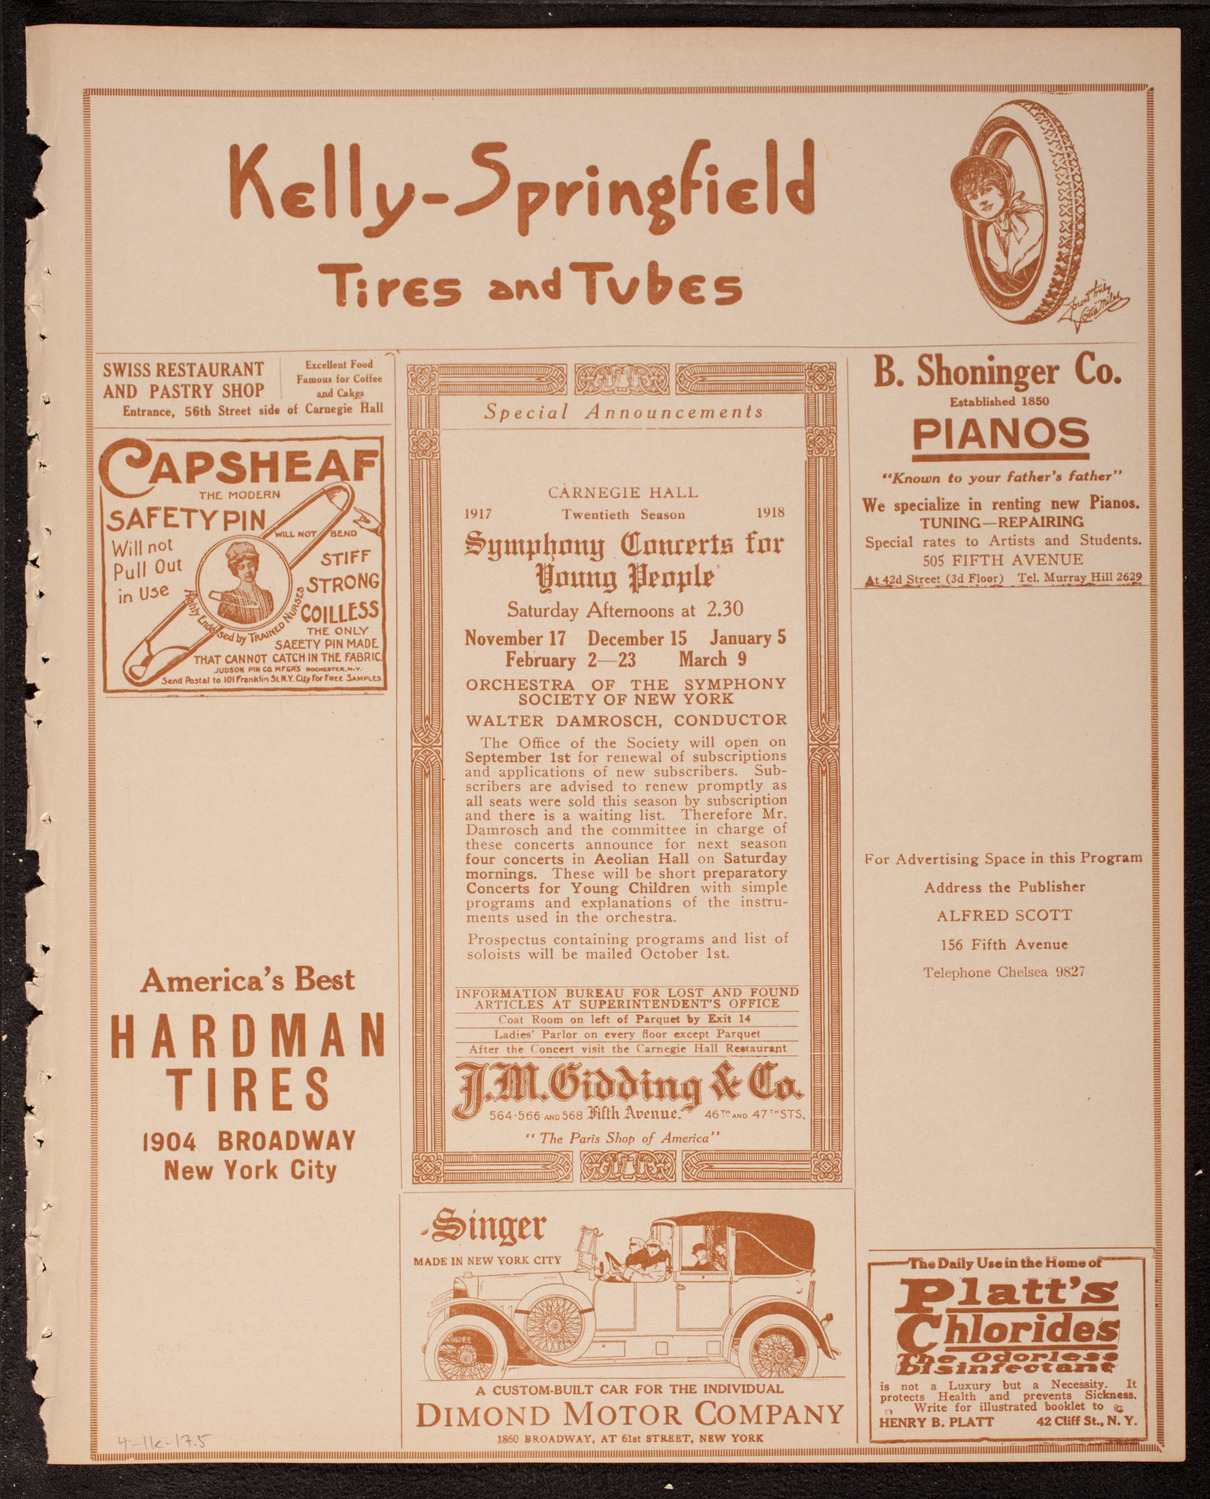 Kelly-Springfield
Tires and Tubes
Lotta Miles
SWISS RESTAURANT
AND PASTRY SHOP
Excellent Food
Famous for Coffee
and Cakes
Entrance, 56th Street side of Carnegie Hall
CAPSHEAF
THE MODERN
SAFETY PIN
WILL NOT BEND
Will not
Pull Out
in Use
STIFF
STRONG
COILLESS
Highly Endorsed by TRAINED NURSES
THE ONLY
SAFETY PIN MADE
THAT CANNOT CATCH IN THE FABRIC
JUDSON PIN CO. MFGRS. ROCHESTER, N.Y.
Send Postal to 101 Franklin St. N.Y. City for FREE SAMPLES.
America's Best
HARDMAN
TIRES
1904 BROADWAY
New York City
Special Announcements
CARNEGIE HALL
1917 Twentieth Season 1918
Symphony Concerts for
Young People
Saturday Afternoons at 2.30
November 17 December 15 January 5
February 2—23 March 9
ORCHESTRA OF THE SYMPHONY
SOCIETY OF NEW YORK
WALTER DAMROSCH, CONDUCTOR
The Office of the Society will open on
September 1st for renewal of subscriptions
and applications of new subscribers. Sub-
scribers are advised to renew promptly as
all seats were sold this season by subscription
and there is a waiting list. Therefore Mr.
Damrosch and the committee in charge of
these concerts announce for next season
four concerts in Aeolian Hall on Saturday
mornings. These will be short preparatory
Concerts for Young Children with simple
programs and explanations of the instru-
ments used in the orchestra.
Prospectus containing programs and list of
soloists will be mailed October 1st.
INFORMATION BUREAU FOR LOST AND FOUND
ARTICLES AT SUPERINTENDENT'S OFFICE
Coat Room on left of Parquet by Exit 14
Ladies' Parlor on every floor except Parquet
After the Concert visit the Carnegie Hall Restaurant
J.M. Gidding & Co.
564-566 AND 568 Fifth Avenue. 46TH AND 47TH STS.
"The Paris Shop of America"
Singer
MADE IN NEW YORK CITY
A CUSTOM-BUILT CAR FOR THE INDIVIDUAL
DIMOND MOTOR COMPANY
1860 BROADWAY, AT 61st STREET, NEW YORK
B. Shoninger Co.
Established 1850
PIANOS
"Known to your father's father"
We specialize in renting new Pianos.
TUNING—REPAIRING
Special rates to Artists and Students.
505 FIFTH AVENUE
At 42d Street (3d Floor) Tel. Murray Hill 2629
For Advertising Space in this Program
Address the Publisher
ALFRED SCOTT
156 Fifth Avenue
Telephone Chelsea 9827
The Daily Use in the Home of
Platt's
Chlorides
The Odorless
Disinfectant
is not a Luxury but a Necessity. It
protects Health and prevents Sickness.
Write for illustrated booklet to
HENRY B. PLATT 42 Cliff St., N. Y.
4-11e-17.5